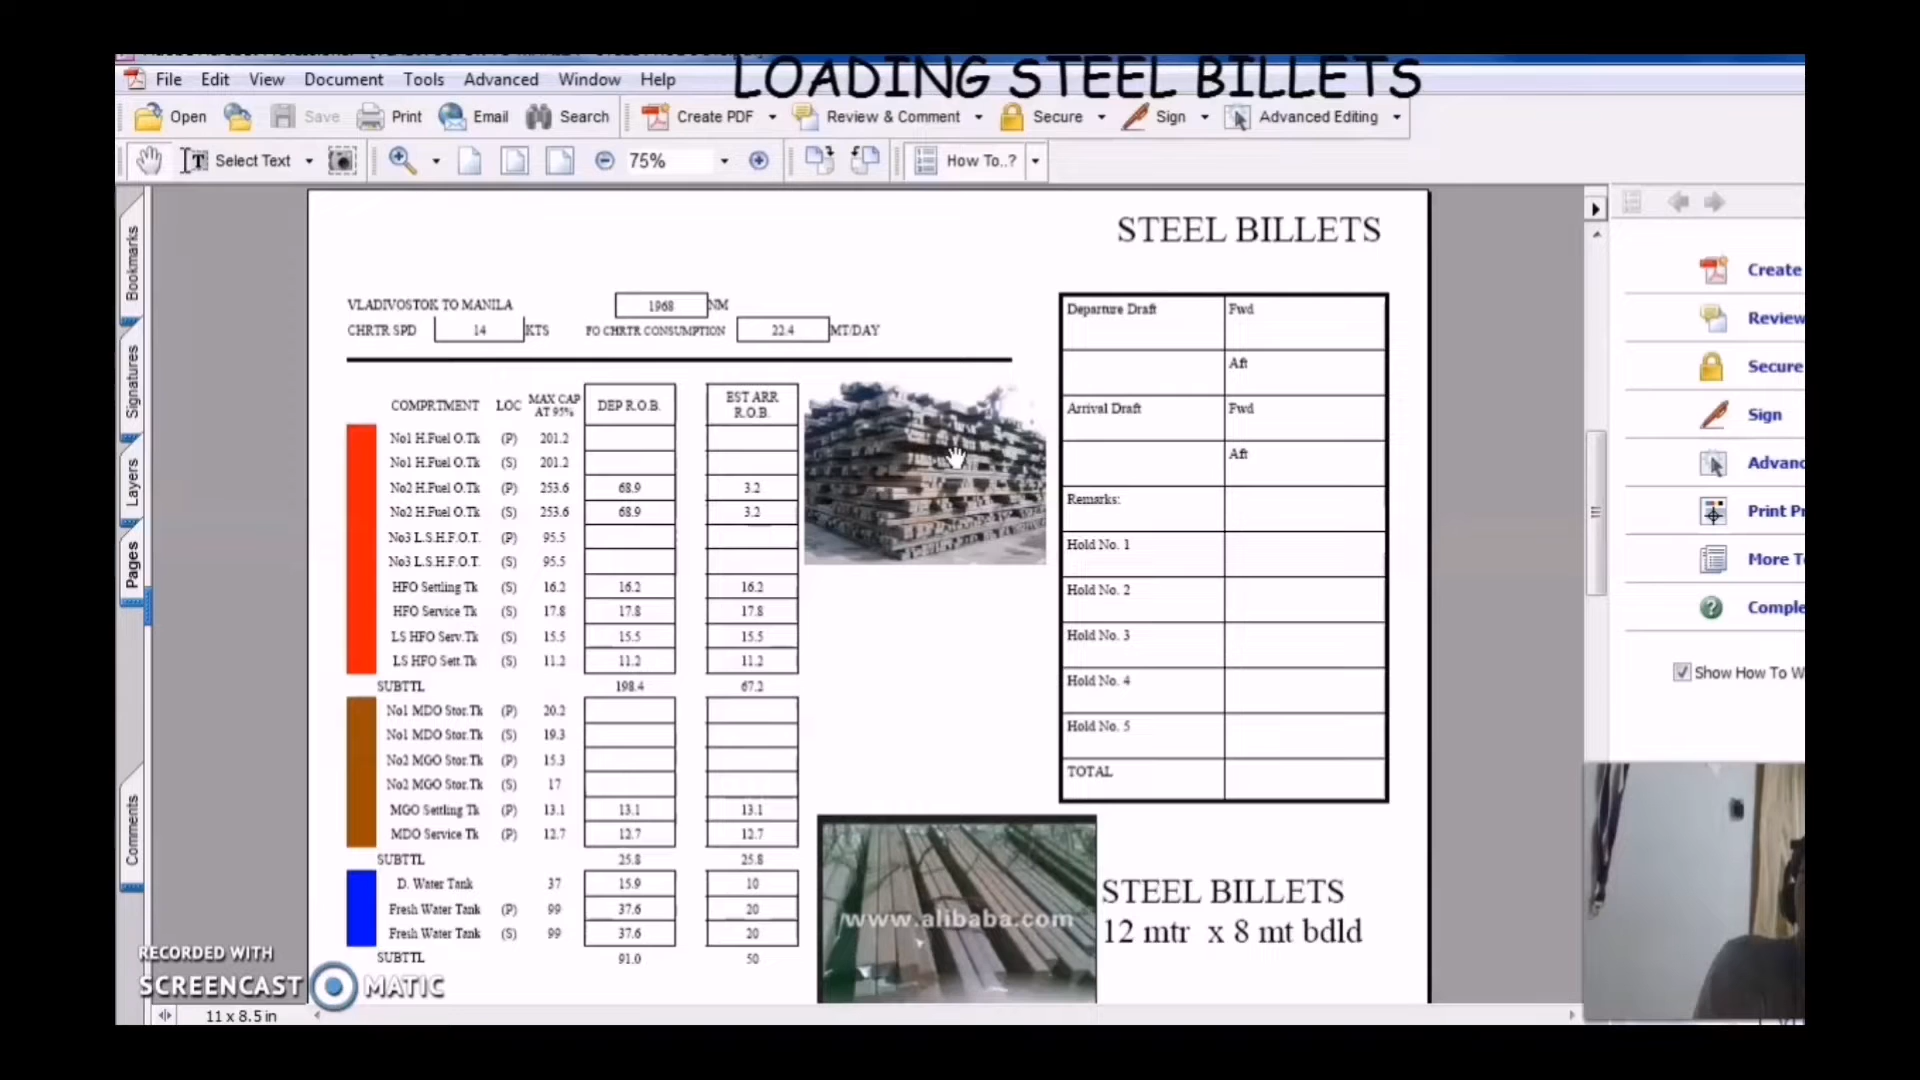 LOADING STEEL BILLETS
File Edit View Document Tools Advanced Window Help
Open Save Print Email Search Create PDF Review & Comment Secure Sign Advanced Editing
Select Text 75% How To..?
Bookmarks
Signatures
Layers
Pages
Comments
STEEL BILLETS
VLADIVOSTOK TO MANILA 1968 NM
CHRTR SPD 14 KTS FO CHRTR CONSUMPTION 22.4 MT/DAY
COMPRTMENT LOC MAX CAP AT 95% DEP R.O.B. EST ARR R.O.B.
No1 H.Fuel O.Tk (P) 201.2
No1 H.Fuel O.Tk (S) 201.2
No2 H.Fuel O.Tk (P) 253.6 68.9 3.2
No2 H.Fuel O.Tk (S) 253.6 68.9 3.2
No3 L.S.H.F.O.T. (P) 95.5
No3 L.S.H.F.O.T. (S) 95.5
HFO Settling Tk (S) 16.2 16.2 16.2
HFO Service Tk (S) 17.8 17.8 17.8
LS HFO Serv.Tk (S) 15.5 15.5 15.5
LS HFO Sett.Tk (S) 11.2 11.2 11.2
SUBTTL 198.4 67.2
No1 MDO Stor.Tk (P) 20.2
No1 MDO Stor.Tk (S) 19.3
No2 MGO Stor.Tk (P) 15.3
No2 MGO Stor.Tk (S) 17
MGO Settling Tk (P) 13.1 13.1 13.1
MDO Service Tk (P) 12.7 12.7 12.7
SUBTTL 25.8 25.8
D. Water Tank 37 15.9 10
Fresh Water Tank (P) 99 37.6 20
Fresh Water Tank (S) 99 37.6 20
SUBTTL 91.0 50
Departure Draft Fwd
Aft
Arrival Draft Fwd
Aft
Remarks:
Hold No. 1
Hold No. 2
Hold No. 3
Hold No. 4
Hold No. 5
TOTAL
www.alibaba.com
STEEL BILLETS
12 mtr x 8 mt bdld
Create
Review
Secure
Sign
Advanc
Print Pr
More T
Comple
Show How To W
RECORDED WITH
SCREENCAST MATIC
11 x 8.5 in